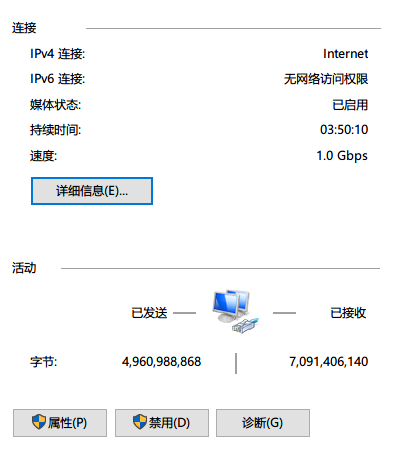 连接
IPv4 连接: Internet
IPv6 连接: 无网络访问权限
媒体状态: 已启用
持续时间: 03:50:10
速度: 1.0 Gbps
详细信息(E)...
活动
已发送 已接收
字节: 4,960,988,868 7,091,406,140
属性(P) 禁用(D) 诊断(G)